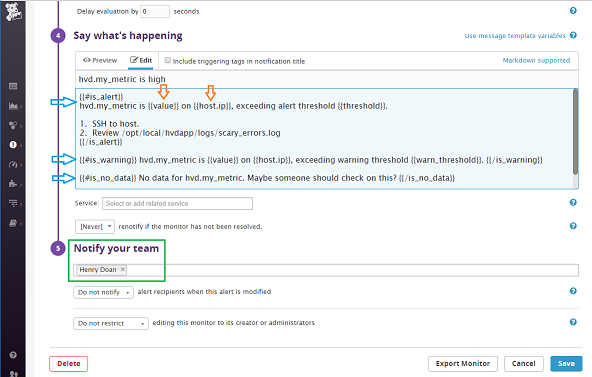 Delay evaluation by 0 seconds
4 Say what's happening
Use message template variables
Preview Edit Include triggering tags in notification title Markdown supported
hvd.my_metric is high
{{#is_alert}}
hvd.my_metric is {{value}} on {{host.ip}}, exceeding alert threshold {{threshold}}.
1. SSH to host.
2. Review /opt/local/hvdapp/logs/scary_errors.log
{{/is_alert}}
{{#is_warning}} hvd.my_metric is {{value}} on {{host.ip}}, exceeding warning threshold {{warn_threshold}}. {{/is_warning}}
{{#is_no_data}} No data for hvd.my_metric. Maybe someone should check on this? {{/is_no_data}}
Service: Select or add related service
[Never] renotify if the monitor has not been resolved.
5 Notify your team
Henry Doan ×
Do not notify alert recipients when this alert is modified
Do not restrict editing this monitor to its creator or administrators
Delete Export Monitor Cancel Save